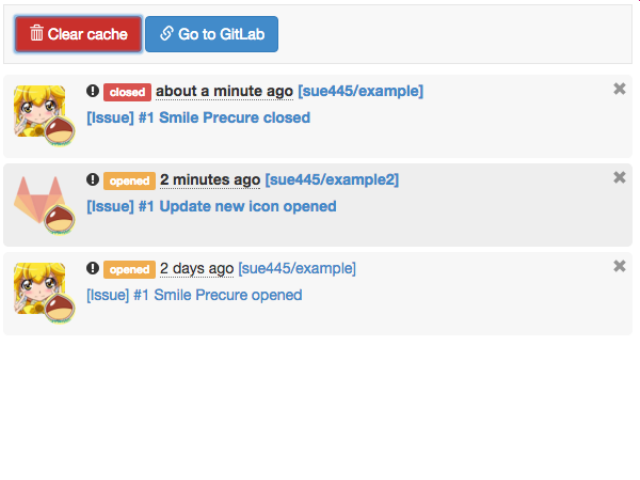 Clear cache Go to GitLab
closed about a minute ago [sue445/example]
[Issue] #1 Smile Precure closed
opened 2 minutes ago [sue445/example2]
[Issue] #1 Update new icon opened
opened 2 days ago [sue445/example]
[Issue] #1 Smile Precure opened